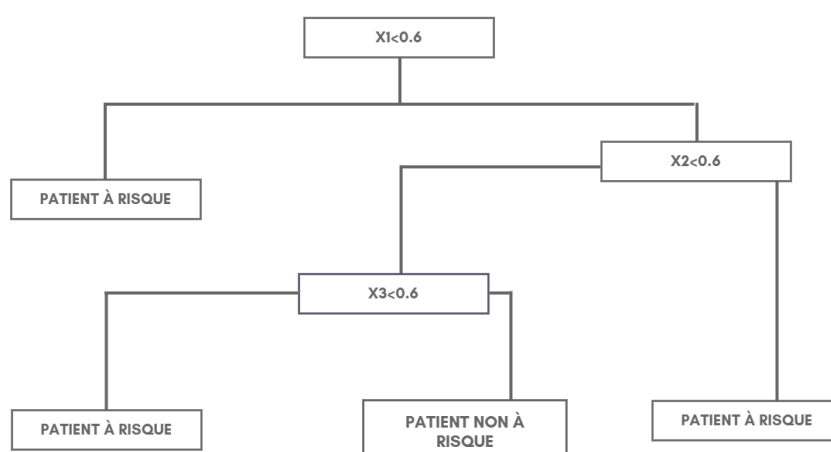 X1<0.6
X2<0.6
PATIENT À RISQUE
X3<0.6
PATIENT NON À
RISQUE
PATIENT À RISQUE
PATIENT À RISQUE